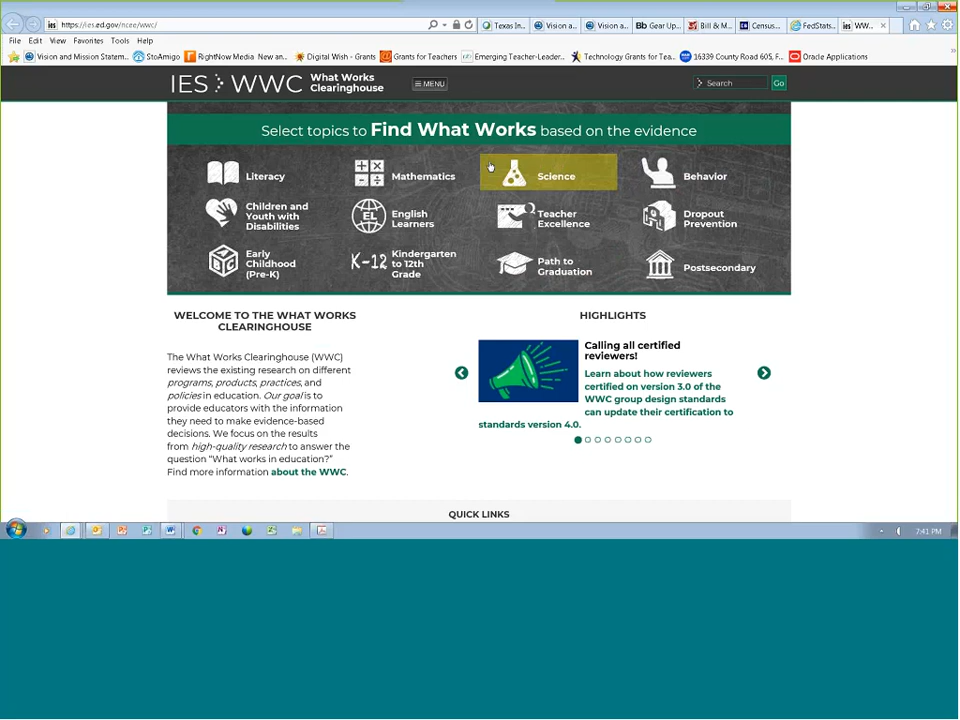 https://ies.ed.gov/ncee/wwc/
Texas In...
Vision a...
Vision a...
Bb Gear Up...
Bill & M...
Census...
FedStats...
ies WW...
File Edit View Favorites Tools Help
Vision and Mission Statem...
StoAmigo
RightNow Media New an...
Digital Wish - Grants
Grants for Teachers
Emerging Teacher-Leader...
Technology Grants for Tea...
16339 County Road 605, F...
Oracle Applications
IES WWC What Works
Clearinghouse
MENU
Search
Go
Select topics to Find What Works based on the evidence
Literacy
Mathematics
Science
Behavior
Children and
Youth with
Disabilities
EL
English
Learners
Teacher
Excellence
Dropout
Prevention
Early
Childhood
(Pre-K)
K-12
Kindergarten
to 12th
Grade
Path to
Graduation
Postsecondary
WELCOME TO THE WHAT WORKS
CLEARINGHOUSE
The What Works Clearinghouse (WWC)
reviews the existing research on different
programs, products, practices, and
policies in education. Our goal is to
provide educators with the information
they need to make evidence-based
decisions. We focus on the results
from high-quality research to answer the
question “What works in education?”
Find more information about the WWC.
HIGHLIGHTS
Calling all certified
reviewers!
Learn about how reviewers
certified on version 3.0 of the
WWC group design standards
can update their certification to
standards version 4.0.
QUICK LINKS
7:41 PM